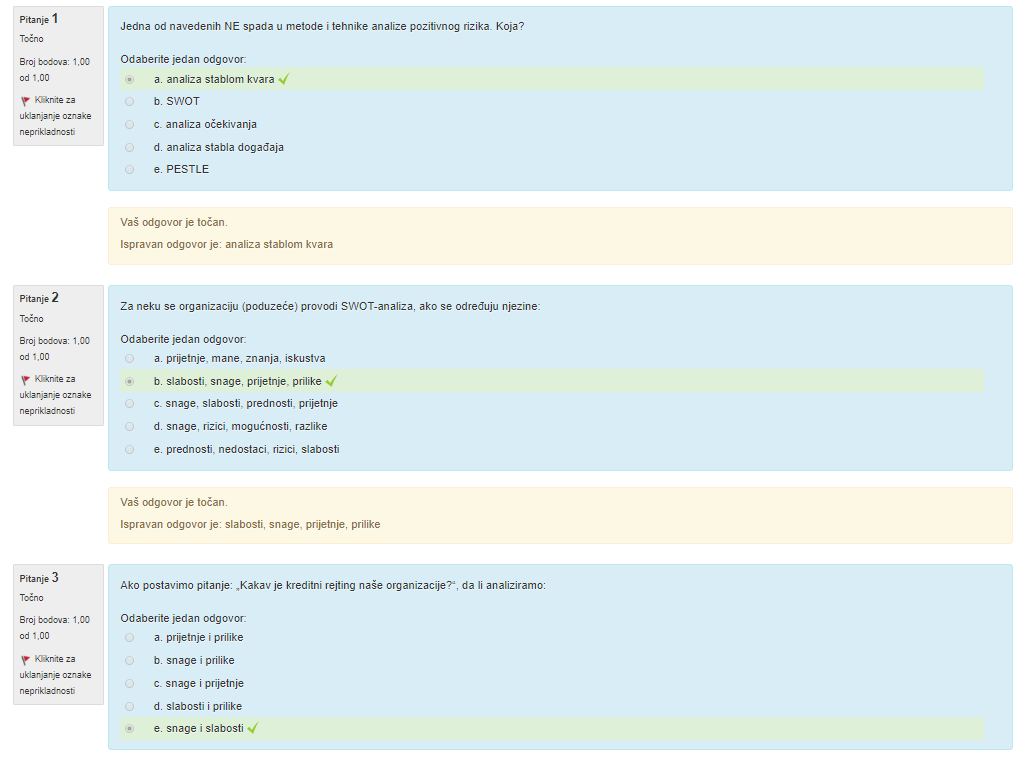 Pitanje 1
Točno
Broj bodova: 1,00
od 1,00
Kliknite za
uklanjanje oznake
neprikladnosti
Jedna od navedenih NE spada u metode i tehnike analize pozitivnog rizika. Koja?
Odaberite jedan odgovor:
a. analiza stablom kvara
b. SWOT
c. analiza očekivanja
d. analiza stabla događaja
e. PESTLE
Vaš odgovor je točan.
Ispravan odgovor je: analiza stablom kvara
Pitanje 2
Točno
Broj bodova: 1,00
od 1,00
Kliknite za
uklanjanje oznake
neprikladnosti
Za neku se organizaciju (poduzeće) provodi SWOT-analiza, ako se određuju njezine:
Odaberite jedan odgovor:
a. prijetnje, mane, znanja, iskustva
b. slabosti, snage, prijetnje, prilike
c. snage, slabosti, prednosti, prijetnje
d. snage, rizici, mogućnosti, razlike
e. prednosti, nedostaci, rizici, slabosti
Vaš odgovor je točan.
Ispravan odgovor je: slabosti, snage, prijetnje, prilike
Pitanje 3
Točno
Broj bodova: 1,00
od 1,00
Kliknite za
uklanjanje oznake
neprikladnosti
Ako postavimo pitanje: „Kakav je kreditni rejting naše organizacije?“, da li analiziramo:
Odaberite jedan odgovor:
a. prijetnje i prilike
b. snage i prilike
c. snage i prijetnje
d. slabosti i prilike
e. snage i slabosti